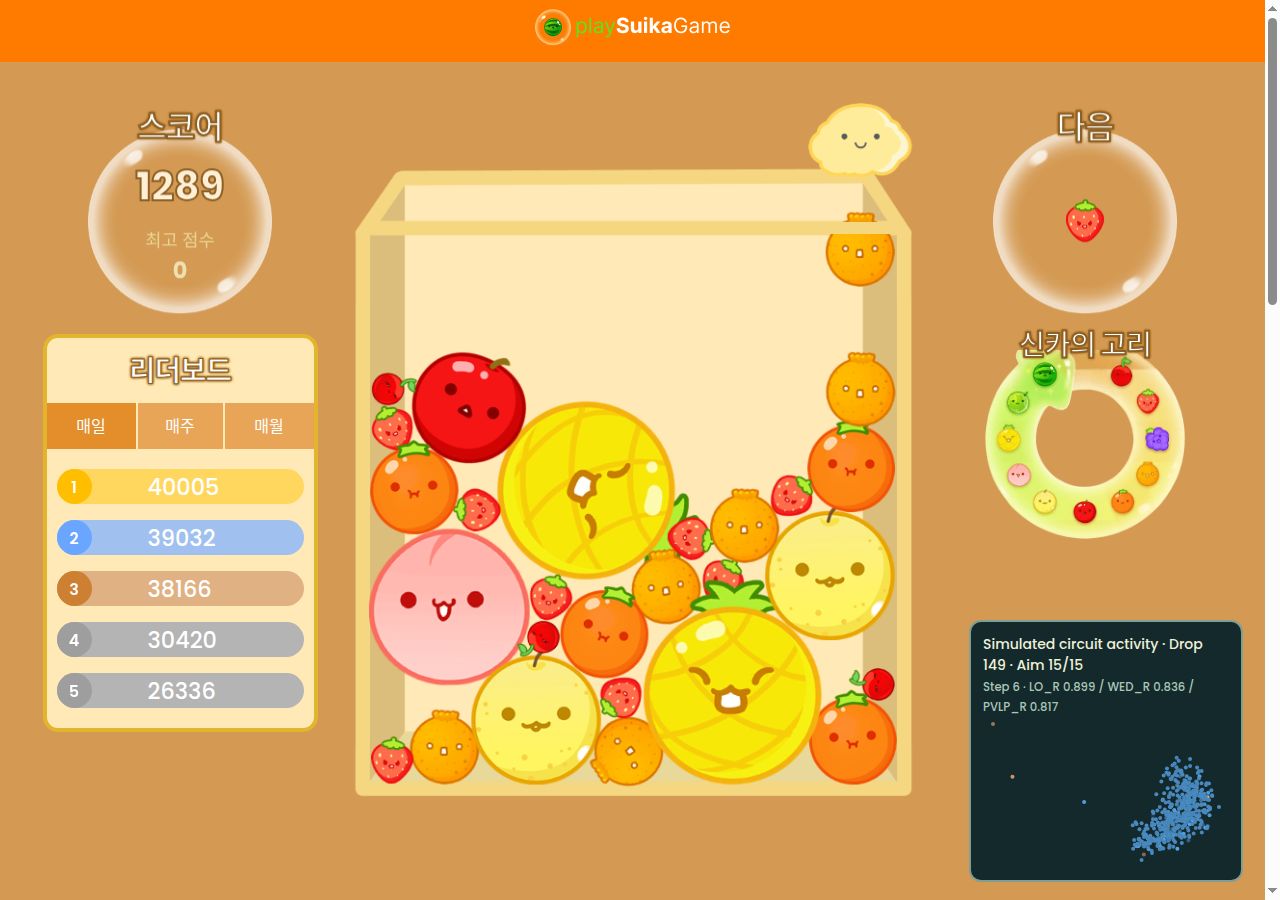 playSuikaGame
스코어
1289
최고 점수
0
리더보드
매일
매주
매월
1 40005
2 39032
3 38166
4 30420
5 26336
다음
신카의 고리
Simulated circuit activity · Drop
149 · Aim 15/15
Step 6 · LO_R 0.899 / WED_R 0.836 /
PVLP_R 0.817